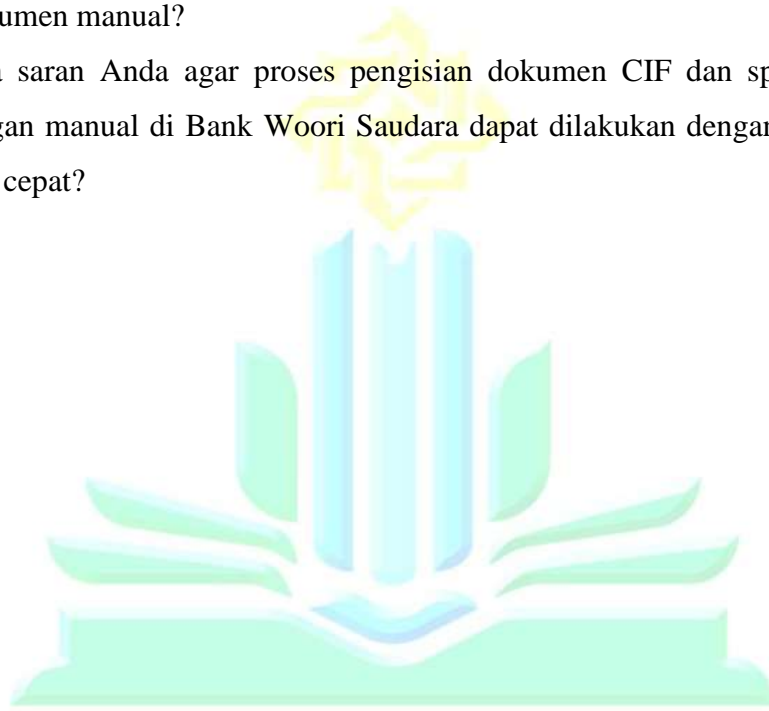 umen manual?
saran Anda agar proses pengisian dokumen CIF dan sp
gan manual di Bank Woori Saudara dapat dilakukan dengan
cepat?